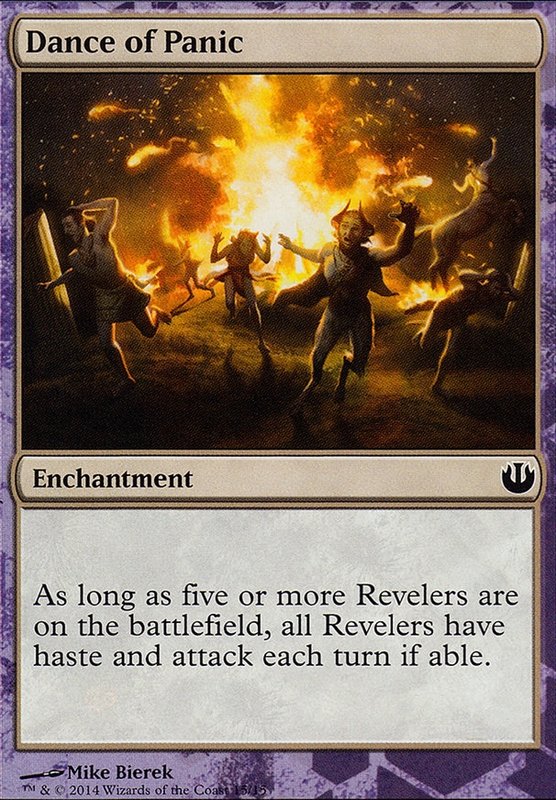 Dance of Panic
Enchantment
As long as five or more Revelers are
on the battlefield, all Revelers have
haste and attack each turn if able.
Mike Bierek
™ & © 2014 Wizards of the Coast 15/15